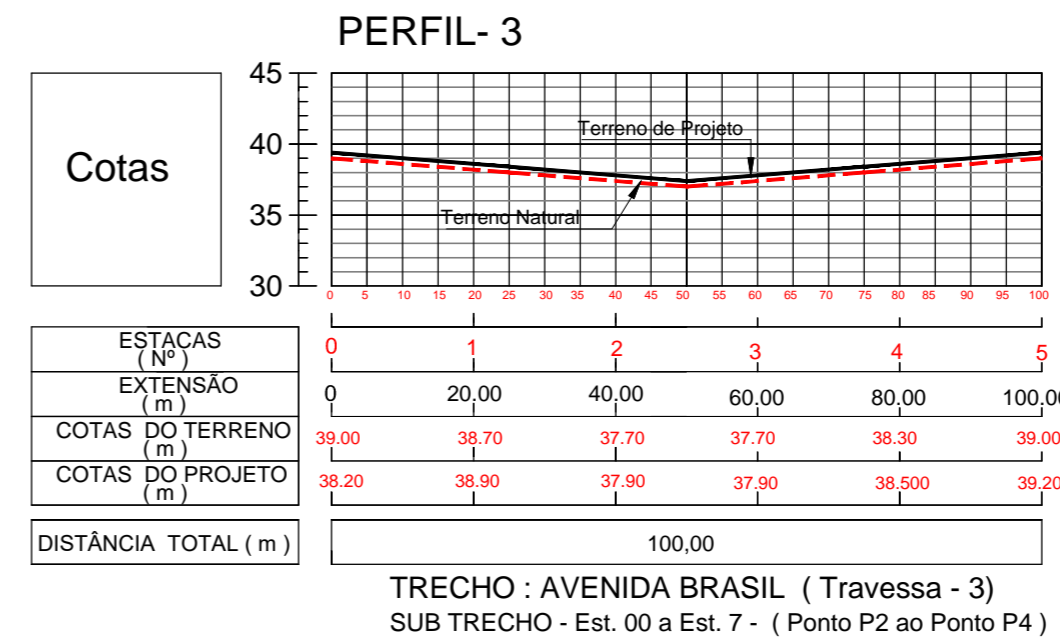 PERFIL- 3
Cotas
45
40
35
30
Terreno de Projeto
Terreno Natural
0 5 10 15 20 25 30 35 40 45 50 55 60 65 70 75 80 85 90 95 100
ESTACAS
( Nº )
0 1 2 3 4 5
EXTENSÃO
( m )
0 20.00 40.00 60.00 80.00 100.00
COTAS DO TERRENO
( m )
39.00 38.70 37.70 37.70 38.30 39.00
COTAS DO PROJETO
( m )
38.20 38.90 37.90 37.90 38.500 39.20
DISTÂNCIA TOTAL ( m )
100,00
TRECHO : AVENIDA BRASIL ( Travessa - 3)
SUB TRECHO - Est. 00 a Est. 7 - ( Ponto P2 ao Ponto P4 )